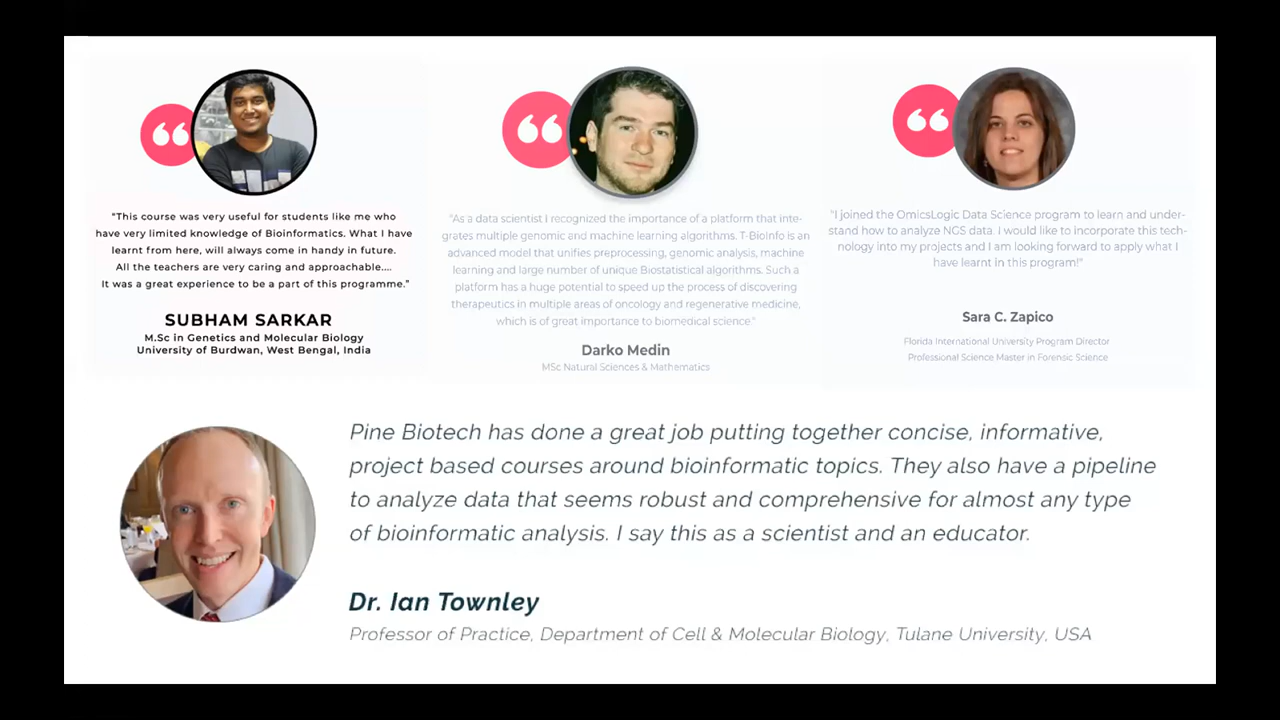 "This course was very useful for students like me who
have very limited knowledge of Bioinformatics. What I have
learnt from here, will always come in handy in future.
All the teachers are very caring and approachable....
It was a great experience to be a part of this programme."
SUBHAM SARKAR
M.Sc in Genetics and Molecular Biology
University of Burdwan, West Bengal, India
"As a data scientist I recognized the importance of a platform that inte-
grates multiple genomic and machine learning algorithms. T-BioInfo is an
advanced model that unifies preprocessing, genomic analysis, machine
learning and large number of unique Biostatistical algorithms. Such a
platform has a huge potential to speed up the process of discovering
therapeutics in multiple areas of oncology and regenerative medicine,
which is of great importance to biomedical science."
Darko Medin
MSc Natural Sciences & Mathematics
"I joined the OmicsLogic Data Science program to learn and under-
stand how to analyze NGS data. I would like to incorporate this tech-
nology into my projects and I am looking forward to apply what I
have learnt in this program!"
Sara C. Zapico
Florida International University Program Director
Professional Science Master in Forensic Science
Pine Biotech has done a great job putting together concise, informative,
project based courses around bioinformatic topics. They also have a pipeline
to analyze data that seems robust and comprehensive for almost any type
of bioinformatic analysis. I say this as a scientist and an educator.
Dr. Ian Townley
Professor of Practice, Department of Cell & Molecular Biology, Tulane University, USA